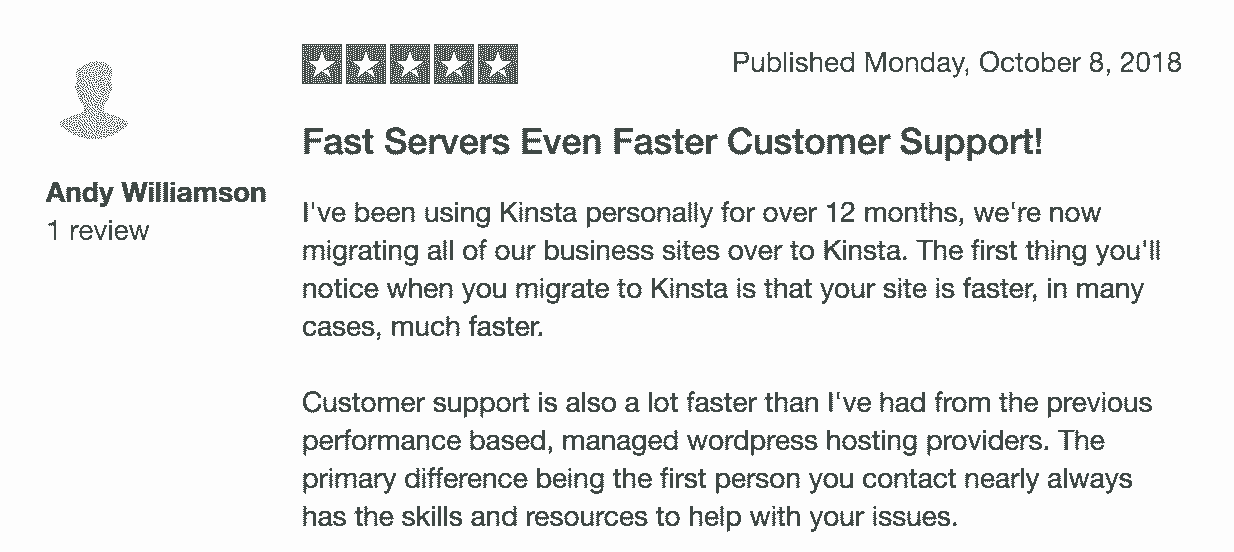 Published Monday, October 8, 2018
Fast Servers Even Faster Customer Support!
Andy Williamson
1 review
I've been using Kinsta personally for over 12 months, we're now
migrating all of our business sites over to Kinsta. The first thing you'll
notice when you migrate to Kinsta is that your site is faster, in many
cases, much faster.
Customer support is also a lot faster than I've had from the previous
performance based, managed wordpress hosting providers. The
primary difference being the first person you contact nearly always
has the skills and resources to help with your issues.